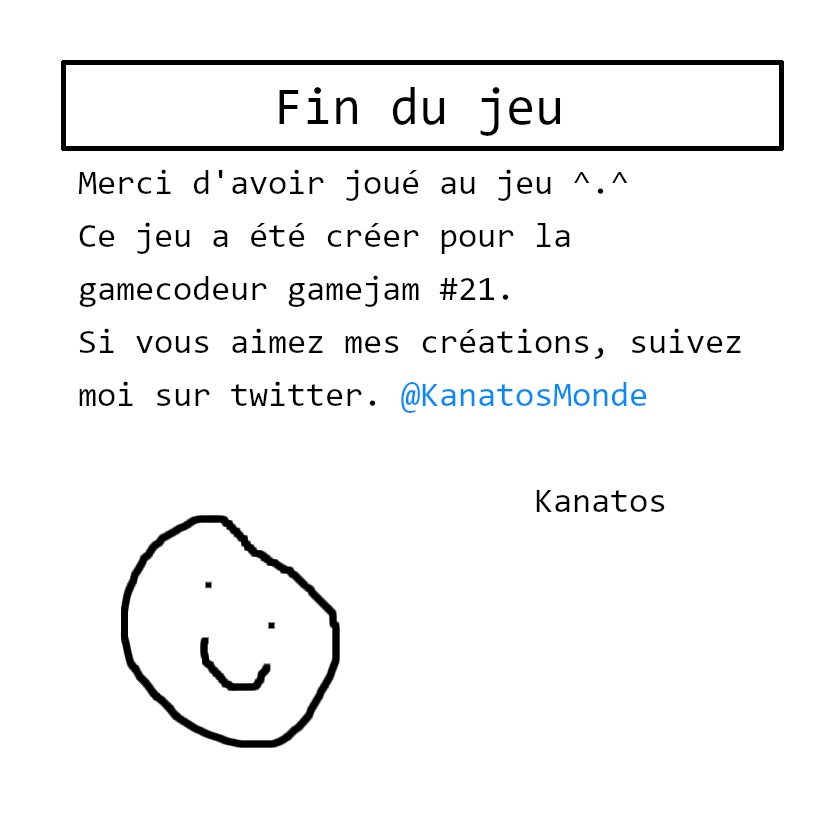 Fin du jeu
Merci d'avoir joué au jeu ^.^
Ce jeu a été créer pour la
gamecodeur gamejam #21.
Si vous aimez mes créations, suivez
moi sur twitter. @KanatosMonde
Kanatos